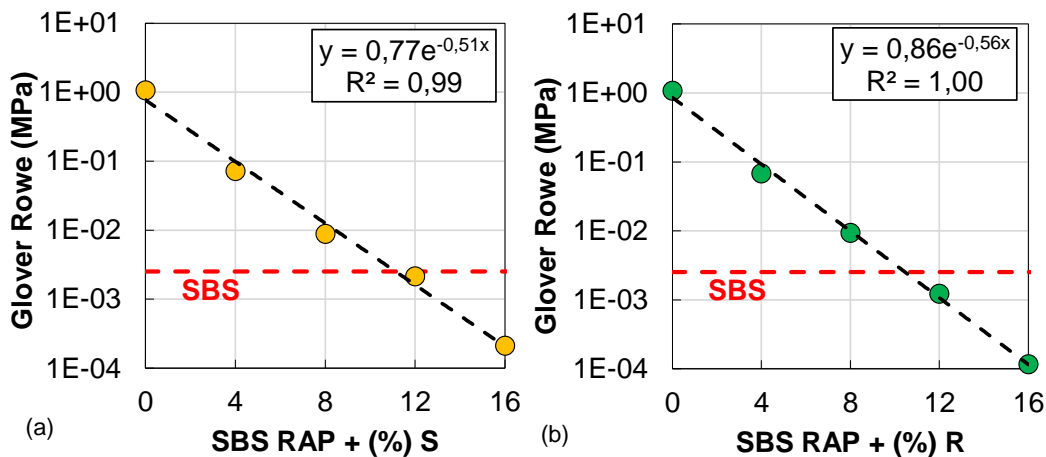 y = 0,77e-0,51x
R² = 0,99
Glover Rowe (MPa)
1E+01
1E+00
1E-01
1E-02
1E-03
1E-04
SBS
0 4 8 12 16
(a)
SBS RAP + (%) S
y = 0,86e-0,56x
R² = 1,00
Glover Rowe (MPa)
1E+01
1E+00
1E-01
1E-02
1E-03
1E-04
SBS
0 4 8 12 16
(b)
SBS RAP + (%) R